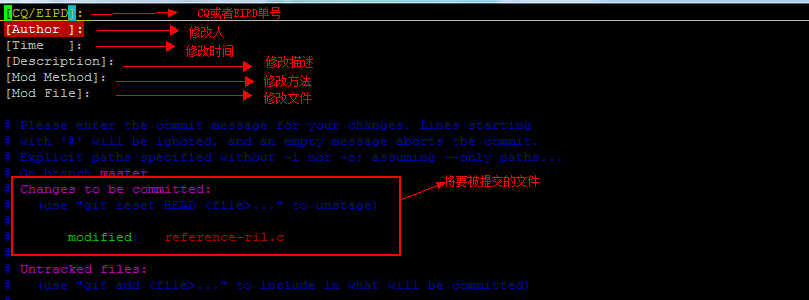 [CQ/EIPD]: CQ或者EIPD单号
[Author ]: 修改人
[Time   ]: 修改时间
[Description]: 修改描述
[Mod Method]: 修改方法
[Mod File]: 修改文件
# Please enter the commit message for your changes. Lines starting
# with '#' will be ignored, and an empty message aborts the commit.
# Explicit paths specified without -i nor -o; assuming --only paths...
# On branch master
# Changes to be committed: 将要被提交的文件
#   (use "git reset HEAD <file>..." to unstage)
#
#       modified:   reference-ril.c
#
# Untracked files:
#   (use "git add <file>..." to include in what will be committed)